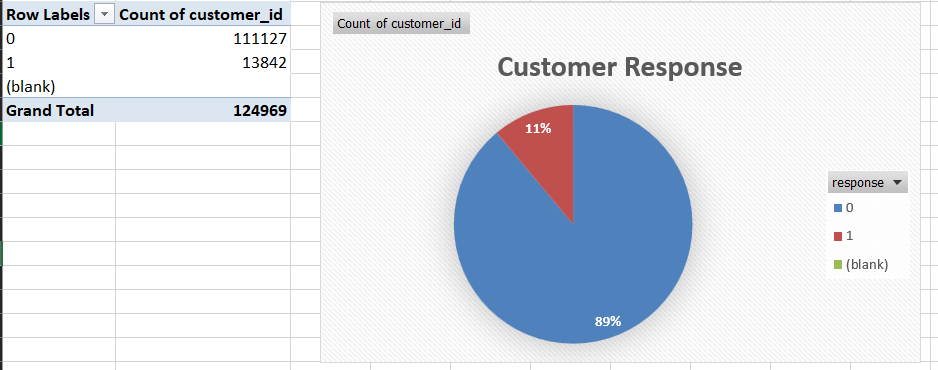 Row Labels Count of customer_id
0 111127
1 13842
(blank)
Grand Total 124969
Count of customer_id
Customer Response
11%
89%
response
0
1
(blank)